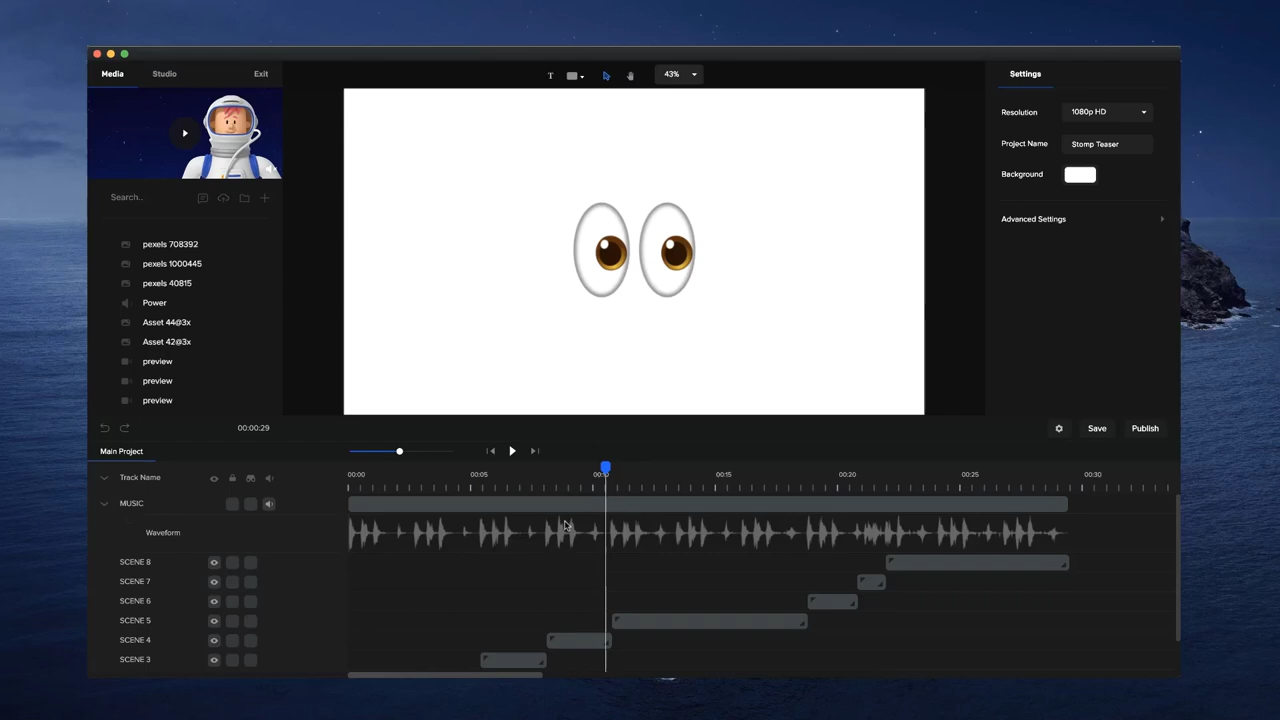 Media
Studio
Exit
T
43%
Settings
Resolution
1080p HD
Project Name
Stomp Teaser
Background
Advanced Settings
Search..
pexels 708392
pexels 1000445
pexels 40815
Power
Asset 44@3x
Asset 42@3x
preview
preview
preview
00:00:29
Save
Publish
Main Project
Track Name
00:00
00:05
00:15
00:20
00:25
00:30
MUSIC
Waveform
SCENE 8
SCENE 7
SCENE 6
SCENE 5
SCENE 4
SCENE 3